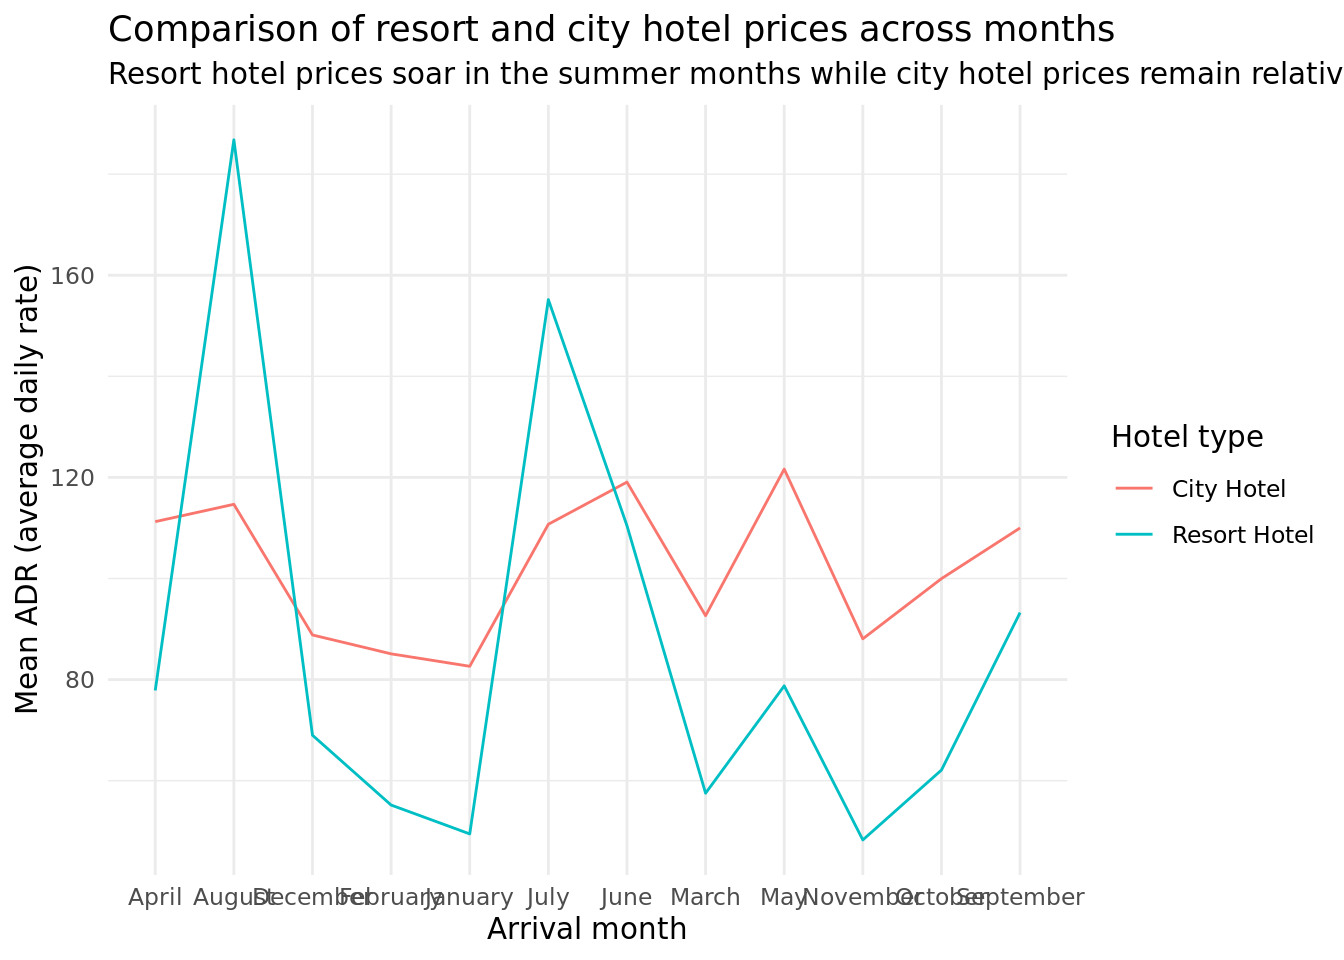 Comparison of resort and city hotel prices across months
Resort hotel prices soar in the summer months while city hotel prices remain relativ
Mean ADR (average daily rate)
160
120
80
April August December February January July June March May November October September
Arrival month
Hotel type
City Hotel
Resort Hotel